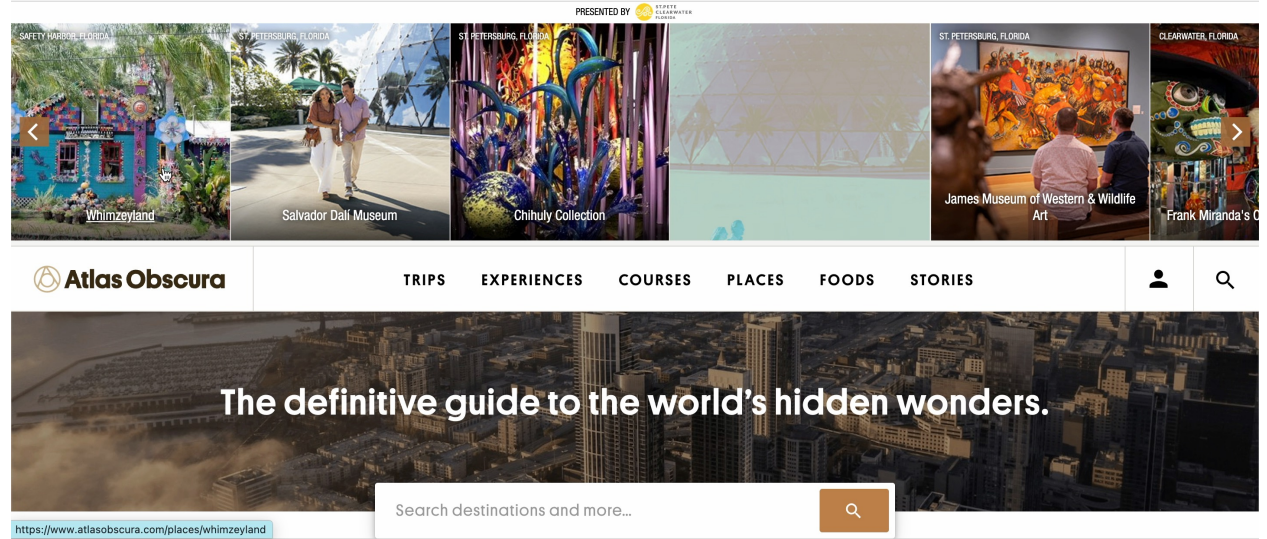 PRESENTED BY
ST.PETE
CLEARWATER
FLORIDA
SAFETY HARBOR, FLORIDA
Whimzeyland
ST. PETERSBURG, FLORIDA
Salvador Dalí Museum
ST. PETERSBURG, FLORIDA
Chihuly Collection
ST. PETERSBURG, FLORIDA
James Museum of Western & Wildlife
Art
CLEARWATER, FLORIDA
Frank Miranda's
Atlas Obscura
TRIPS
EXPERIENCES
COURSES
PLACES
FOODS
STORIES
The definitive guide to the world's hidden wonders.
Search destinations and more...
https://www.atlasobscura.com/places/whimzeyland